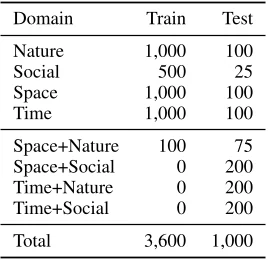 Domain Train Test
Nature 1,000 100
Social 500 25
Space 1,000 100
Time 1,000 100
Space+Nature 100 75
Space+Social 0 200
Time+Nature 0 200
Time+Social 0 200
Total 3,600 1,000